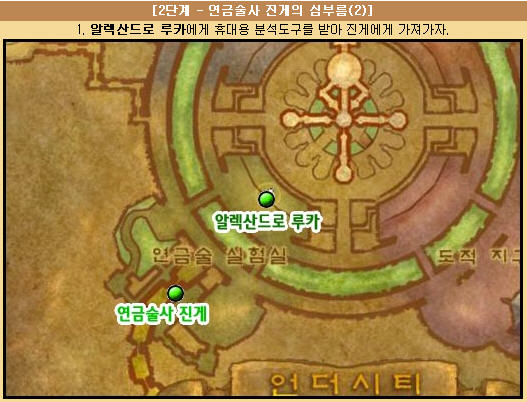 [2단계 - 연금술사 진게의 심부름(2)]
1. 알렉산드로 루카에게 휴대용 분석도구를 받아 진게에게 가져가자.
알렉산드로 루카
연금술 실험실
도적 지구
연금술사 진게
언더시티